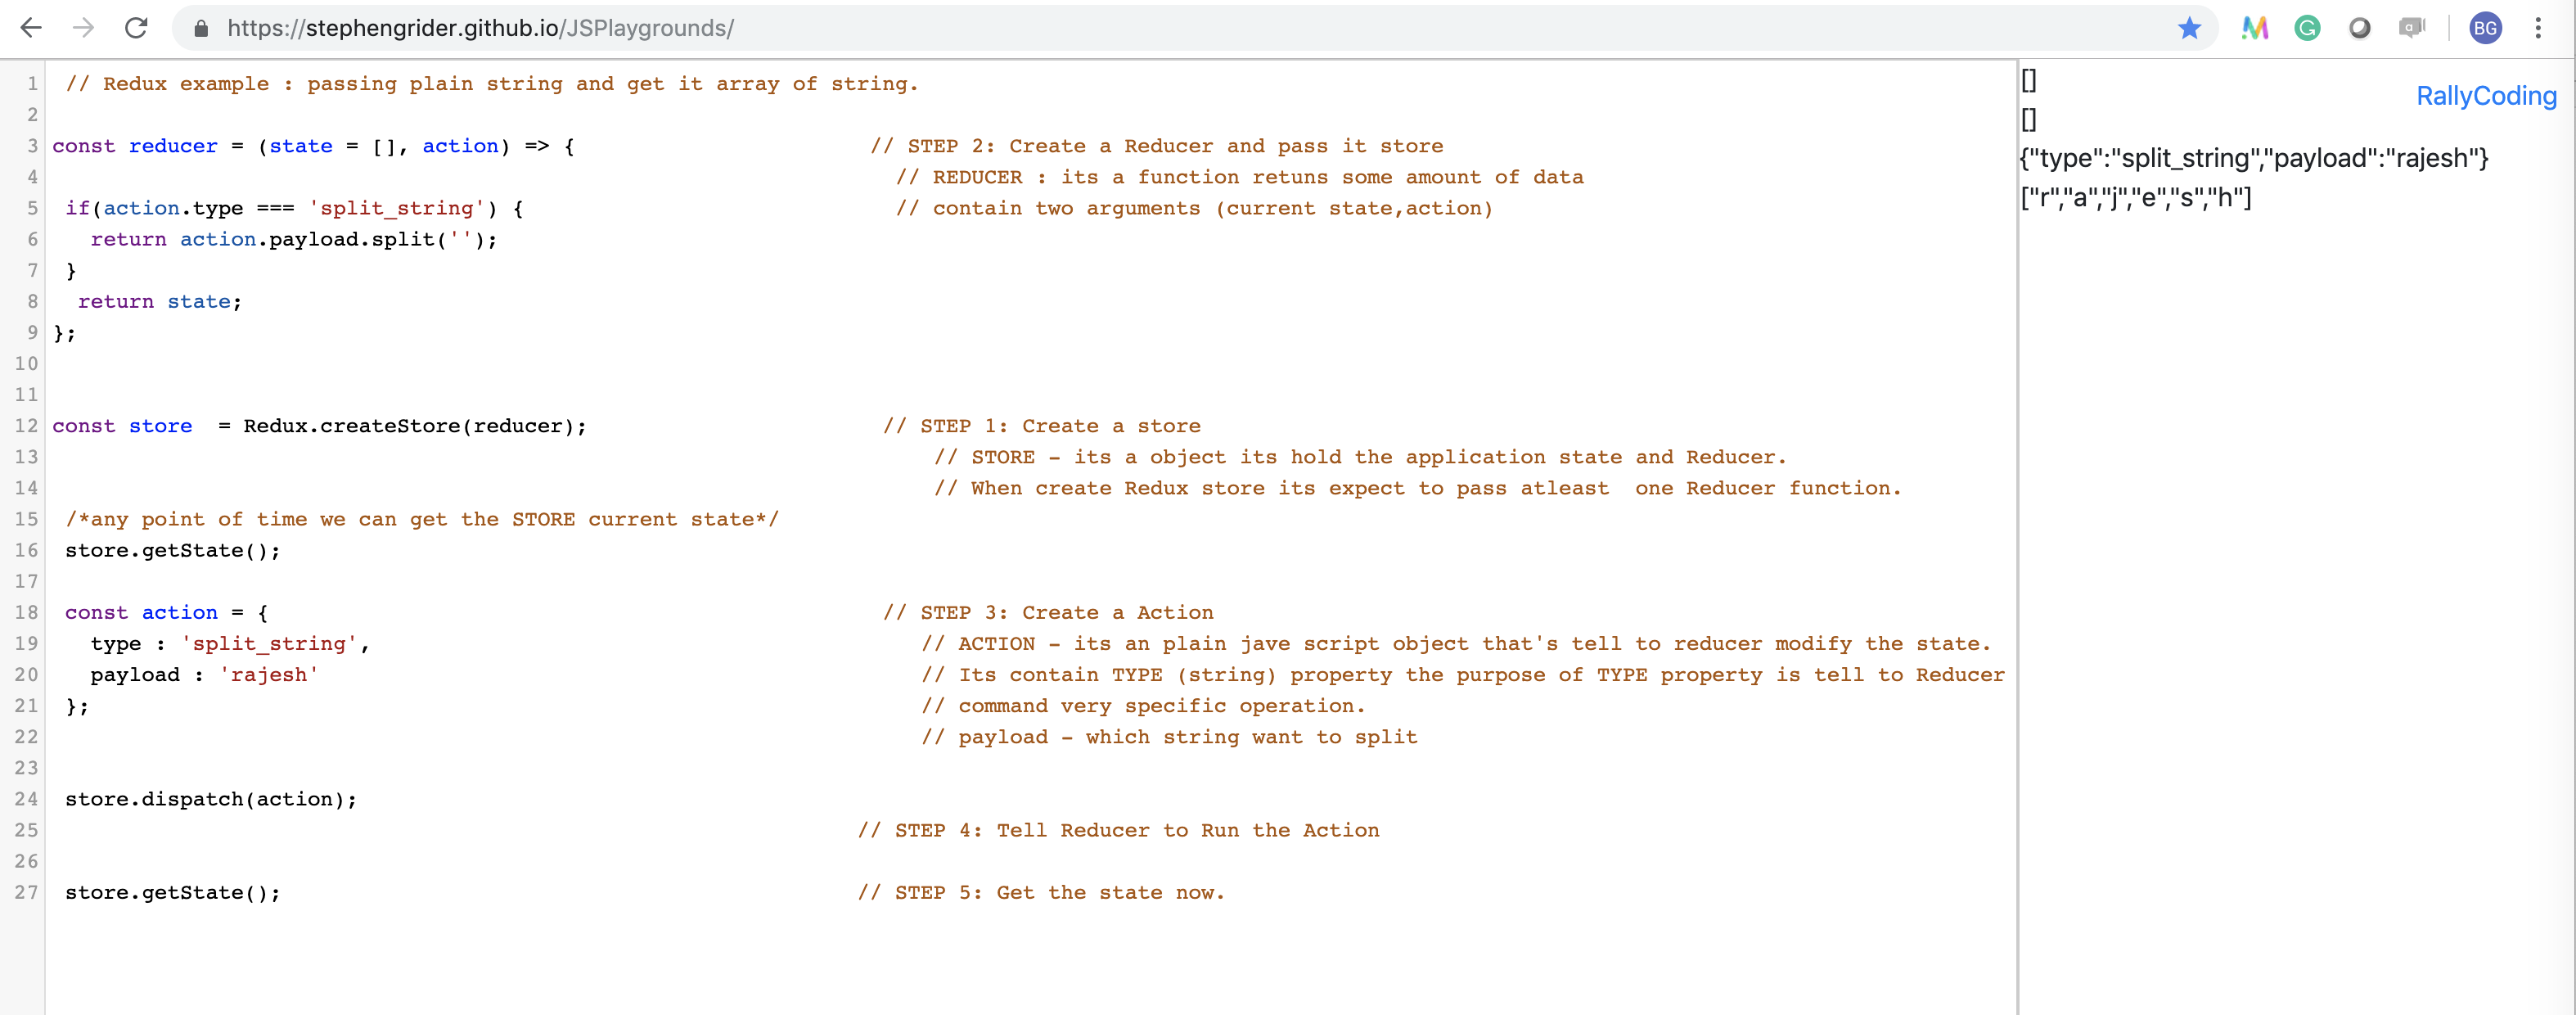 https://stephengrider.github.io/JSPlaygrounds/
BG
1 // Redux example : passing plain string and get it array of string.
2
3 const reducer = (state = [], action) => { // STEP 2: Create a Reducer and pass it store
4 // REDUCER : its a function retuns some amount of data
5 if(action.type === 'split_string') { // contain two arguments (current state,action)
6 return action.payload.split('');
7 }
8 return state;
9 };
10
11
12 const store = Redux.createStore(reducer); // STEP 1: Create a store
13 // STORE - its a object its hold the application state and Reducer.
14 // When create Redux store its expect to pass atleast one Reducer function.
15 /*any point of time we can get the STORE current state*/
16 store.getState();
17
18 const action = { // STEP 3: Create a Action
19 type : 'split_string', // ACTION - its an plain jave script object that's tell to reducer modify the state.
20 payload : 'rajesh' // Its contain TYPE (string) property the purpose of TYPE property is tell to Reducer
21 }; // command very specific operation.
22 // payload - which string want to split
23
24 store.dispatch(action);
25 // STEP 4: Tell Reducer to Run the Action
26
27 store.getState(); // STEP 5: Get the state now.
[]
RallyCoding
[]
{"type":"split_string","payload":"rajesh"}
["r","a","j","e","s","h"]